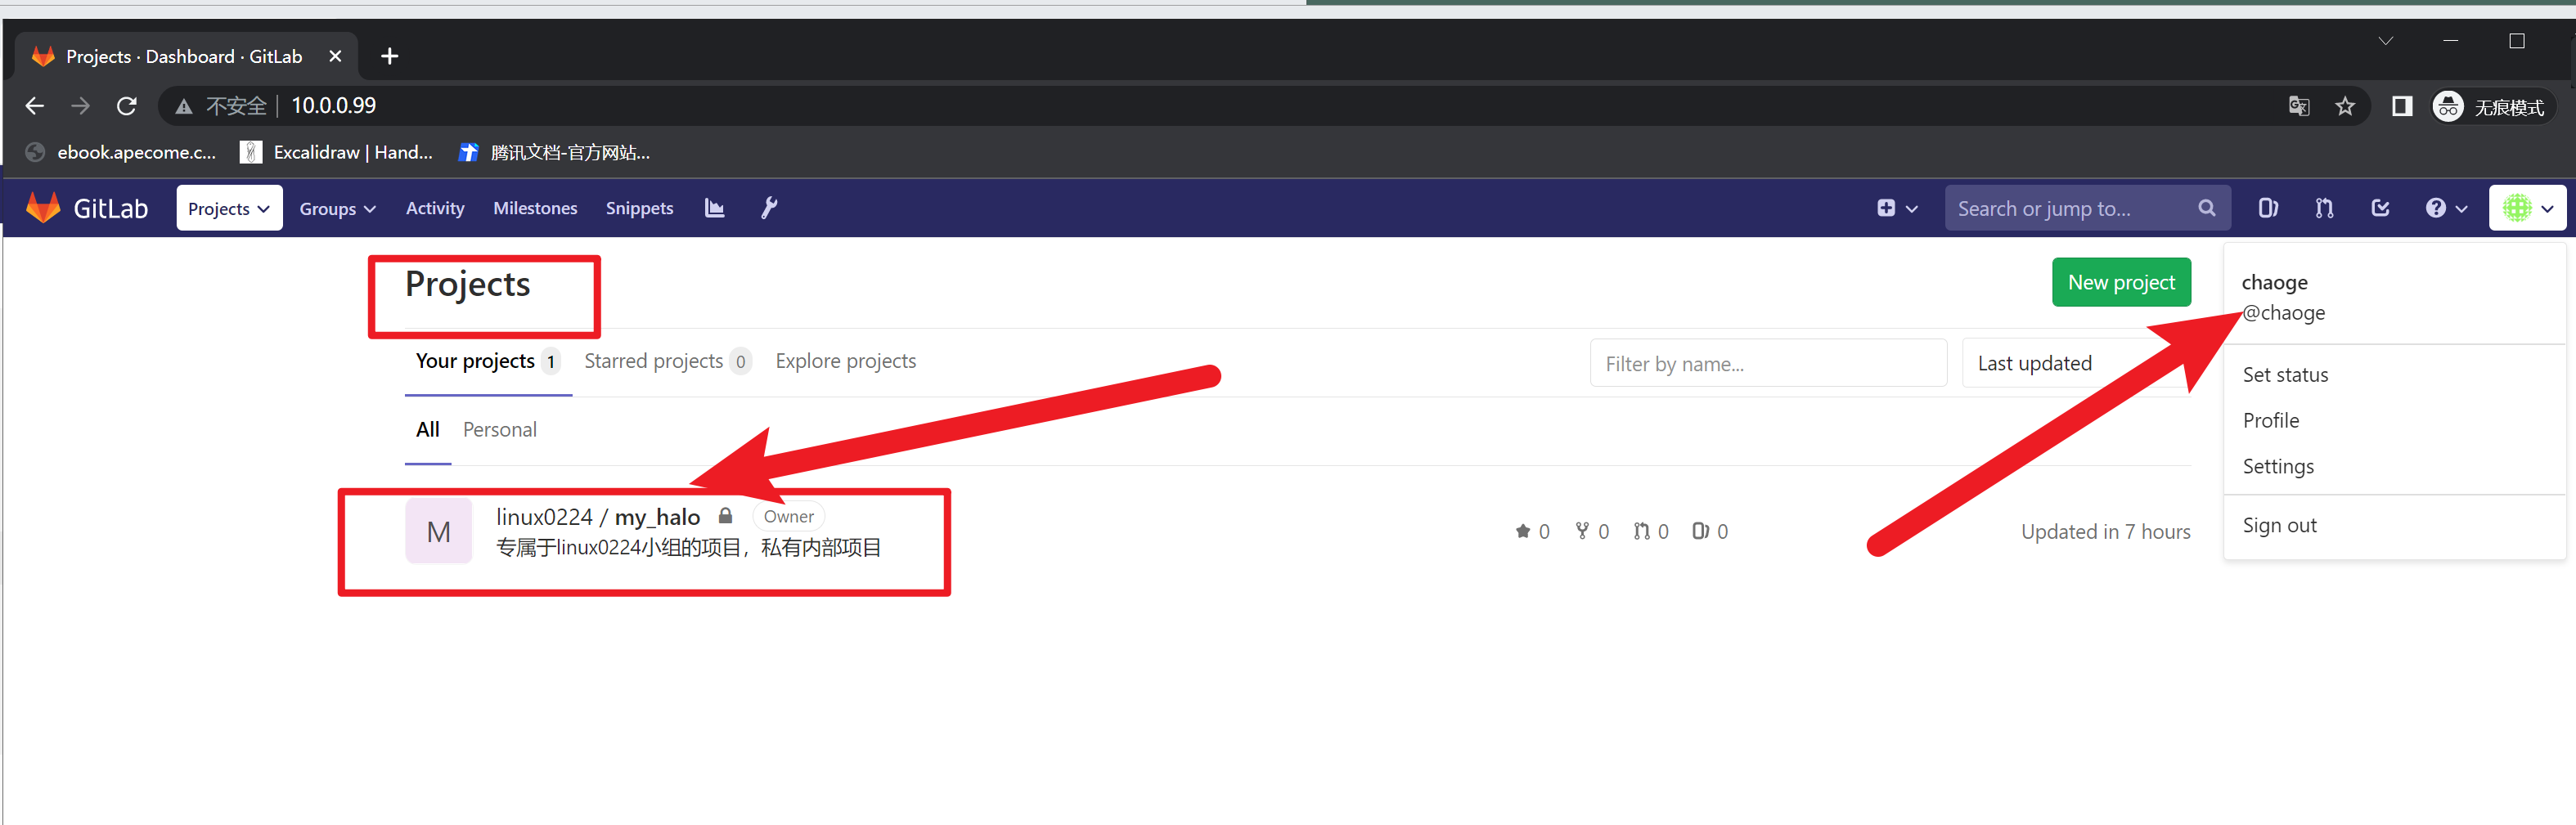 Projects · Dashboard · GitLab
不安全 | 10.0.0.99
无痕模式
ebook.apecome.c...
Excalidraw | Hand...
腾讯文档-官方网站...
GitLab
Projects
Groups
Activity
Milestones
Snippets
Search or jump to...
Projects
New project
chaoge
@chaoge
Your projects 1
Starred projects 0
Explore projects
Filter by name...
Last updated
Set status
All
Personal
Profile
Settings
M
linux0224 / my_halo
Owner
专属于linux0224小组的项目，私有内部项目
0
0
0
0
Updated in 7 hours
Sign out